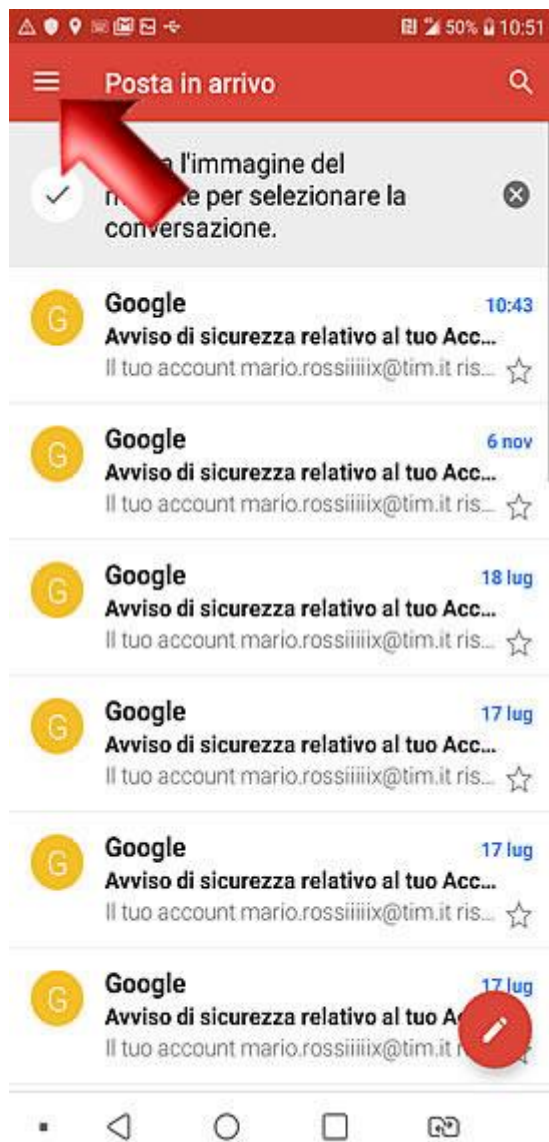 50% 10:51
Posta in arrivo
l'immagine del
per selezionare la
conversazione.
G Google 10:43
Avviso di sicurezza relativo al tuo Acc...
Il tuo account mario.rossiiiiix@tim.it ris...
G Google 6 nov
Avviso di sicurezza relativo al tuo Acc...
Il tuo account mario.rossiiiiix@tim.it ris...
G Google 18 lug
Avviso di sicurezza relativo al tuo Acc...
Il tuo account mario.rossiiiiix@tim.it ris...
G Google 17 lug
Avviso di sicurezza relativo al tuo Acc...
Il tuo account mario.rossiiiiix@tim.it ris...
G Google 17 lug
Avviso di sicurezza relativo al tuo Acc...
Il tuo account mario.rossiiiiix@tim.it ris...
G Google 17 lug
Avviso di sicurezza relativo al tuo A
Il tuo account mario.rossiiiiix@tim.it